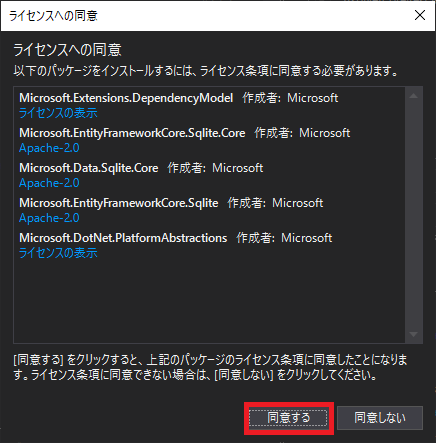 ライセンスへの同意
ライセンスへの同意
以下のパッケージをインストールするには、ライセンス条項に同意する必要があります。
Microsoft.Extensions.DependencyModel 作成者: Microsoft
ライセンスの表示
Microsoft.EntityFrameworkCore.Sqlite.Core 作成者: Microsoft
Apache-2.0
Microsoft.Data.Sqlite.Core 作成者: Microsoft
Apache-2.0
Microsoft.EntityFrameworkCore.Sqlite 作成者: Microsoft
Apache-2.0
Microsoft.DotNet.PlatformAbstractions 作成者: Microsoft
ライセンスの表示
[同意する] をクリックすると、上記のパッケージのライセンス条項に同意したことになりま
す。ライセンス条項に同意できない場合は、[同意しない] をクリックしてください。
同意する 同意しない